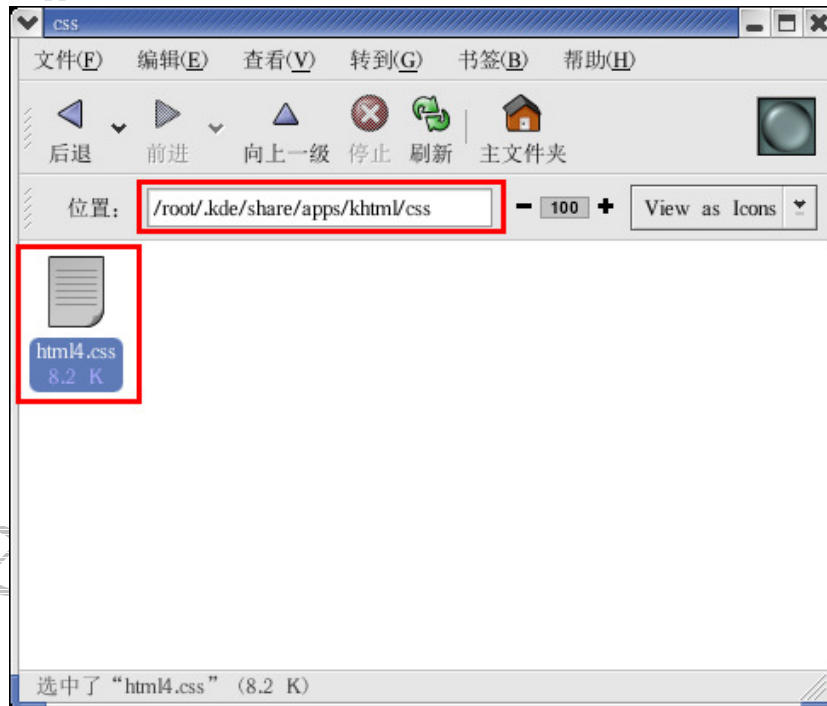 css
文件(F) 编辑(E) 查看(V) 转到(G) 书签(B) 帮助(H)
后退 前进 向上一级 停止 刷新 主文件夹
位置： /root/.kde/share/apps/khtml/css 100 View as Icons
html4.css
8.2 K
选中了“html4.css” (8.2 K)